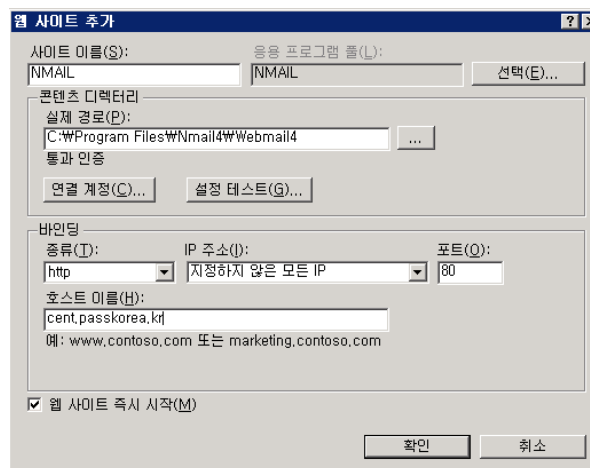 웹 사이트 추가
사이트 이름(S): 응용 프로그램 풀(L):
NMAIL NMAIL 선택(E)...
콘텐츠 디렉터리
실제 경로(P):
C:₩Program Files₩Nmail4₩Webmail4 ...
통과 인증
연결 계정(C)... 설정 테스트(G)...
바인딩
종류(T): IP 주소(I): 포트(O):
http 지정하지 않은 모든 IP 80
호스트 이름(H):
cent.passkorea.kr
예: www.contoso.com 또는 marketing.contoso.com
웹 사이트 즉시 시작(M)
확인 취소